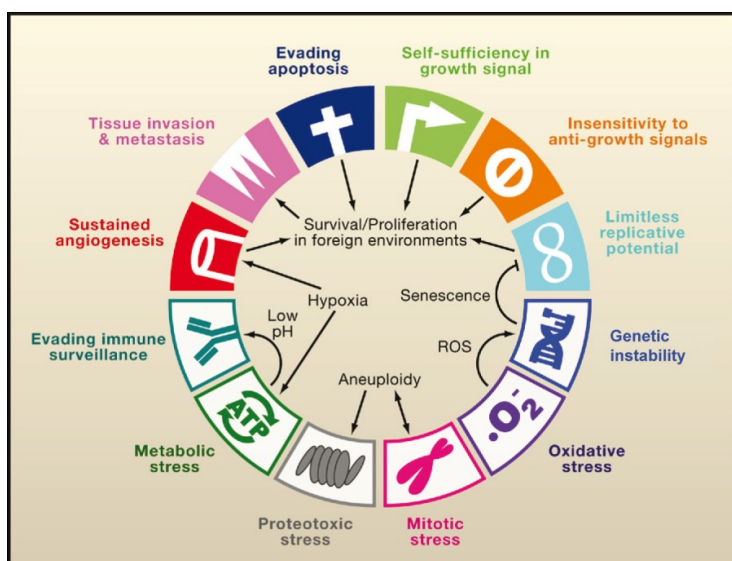 Evading
apoptosis
Self-sufficiency in
growth signal
Tissue invasion
& metastasis
Insensitivity to
anti-growth signals
Sustained
angiogenesis
Survival/Proliferation
in foreign environments
Limitless
replicative
potential
Hypoxia
Senescence
Low
pH
Evading immune
surveillance
ROS
Genetic
instability
Aneuploidy
ATP
·O₂⁻
Metabolic
stress
Oxidative
stress
Proteotoxic
stress
Mitotic
stress